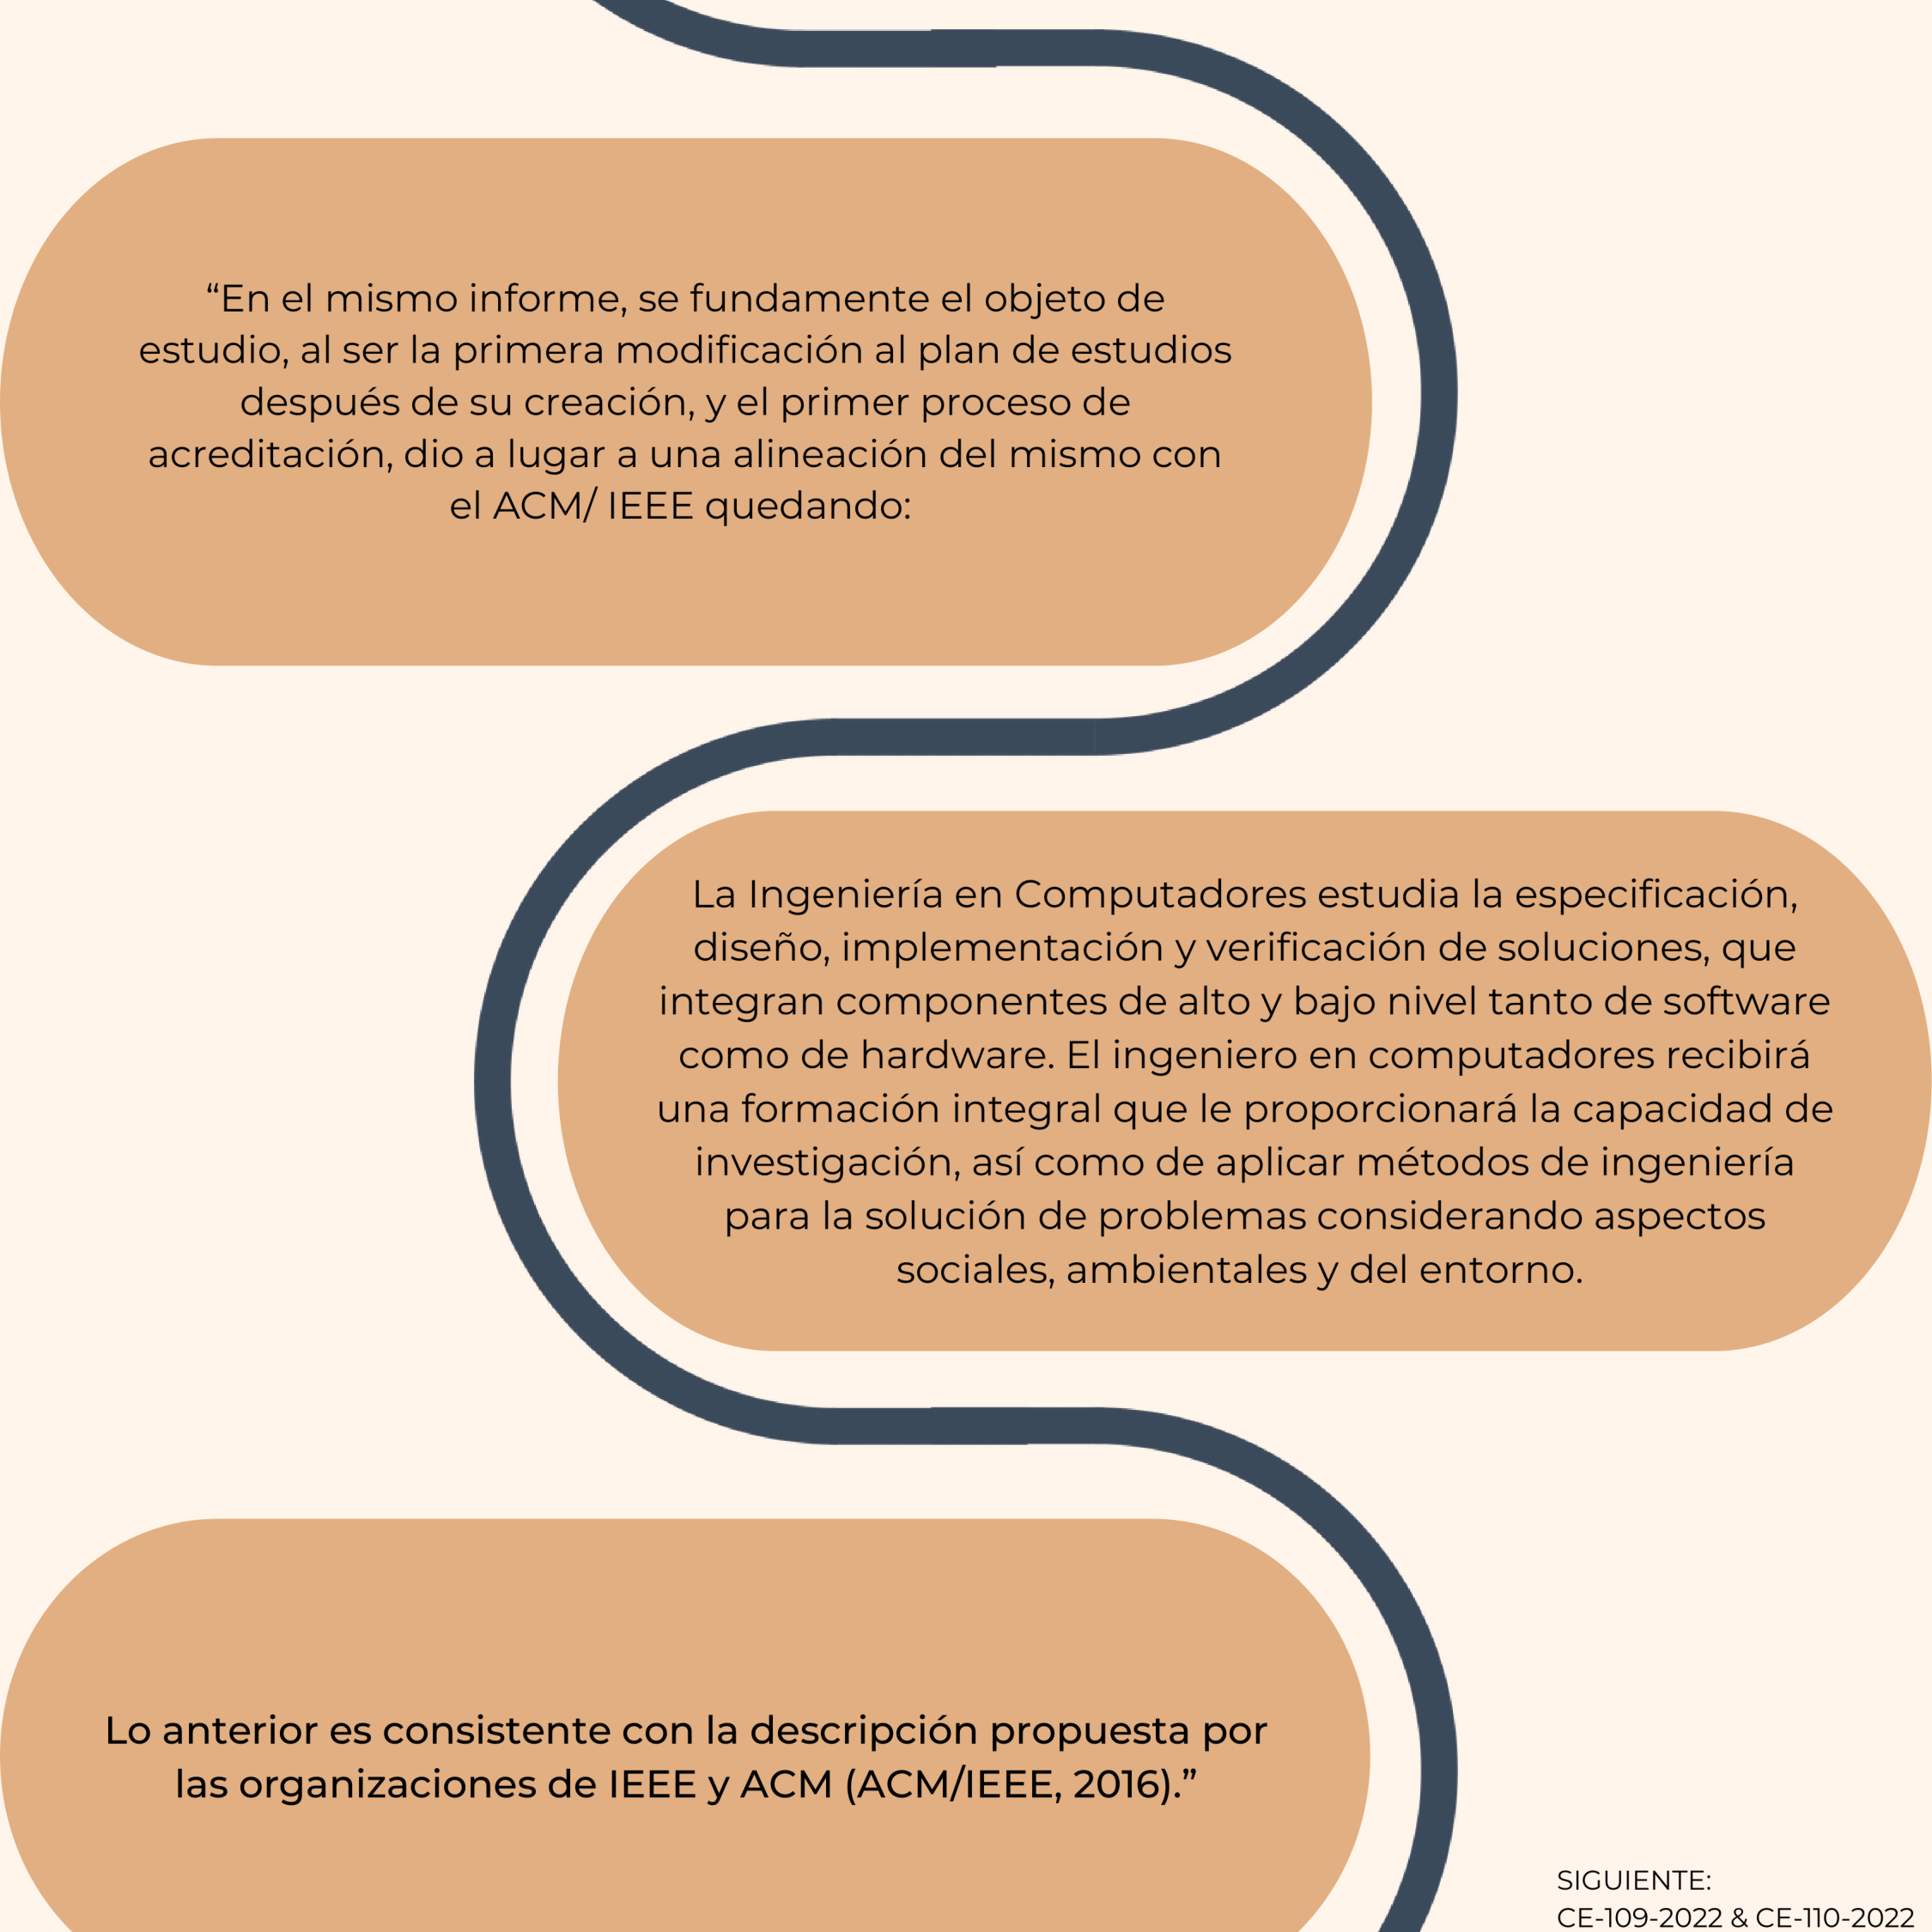 “En el mismo informe, se fundamente el objeto de
estudio, al ser la primera modificación al plan de estudios
después de su creación, y el primer proceso de
acreditación, dio a lugar a una alineación del mismo con
el ACM/ IEEE quedando:
La Ingeniería en Computadores estudia la especificación,
diseño, implementación y verificación de soluciones, que
integran componentes de alto y bajo nivel tanto de software
como de hardware. El ingeniero en computadores recibirá
una formación integral que le proporcionará la capacidad de
investigación, así como de aplicar métodos de ingeniería
para la solución de problemas considerando aspectos
sociales, ambientales y del entorno.
Lo anterior es consistente con la descripción propuesta por
las organizaciones de IEEE y ACM (ACM/IEEE, 2016).”
SIGUIENTE:
CE-109-2022 & CE-110-2022